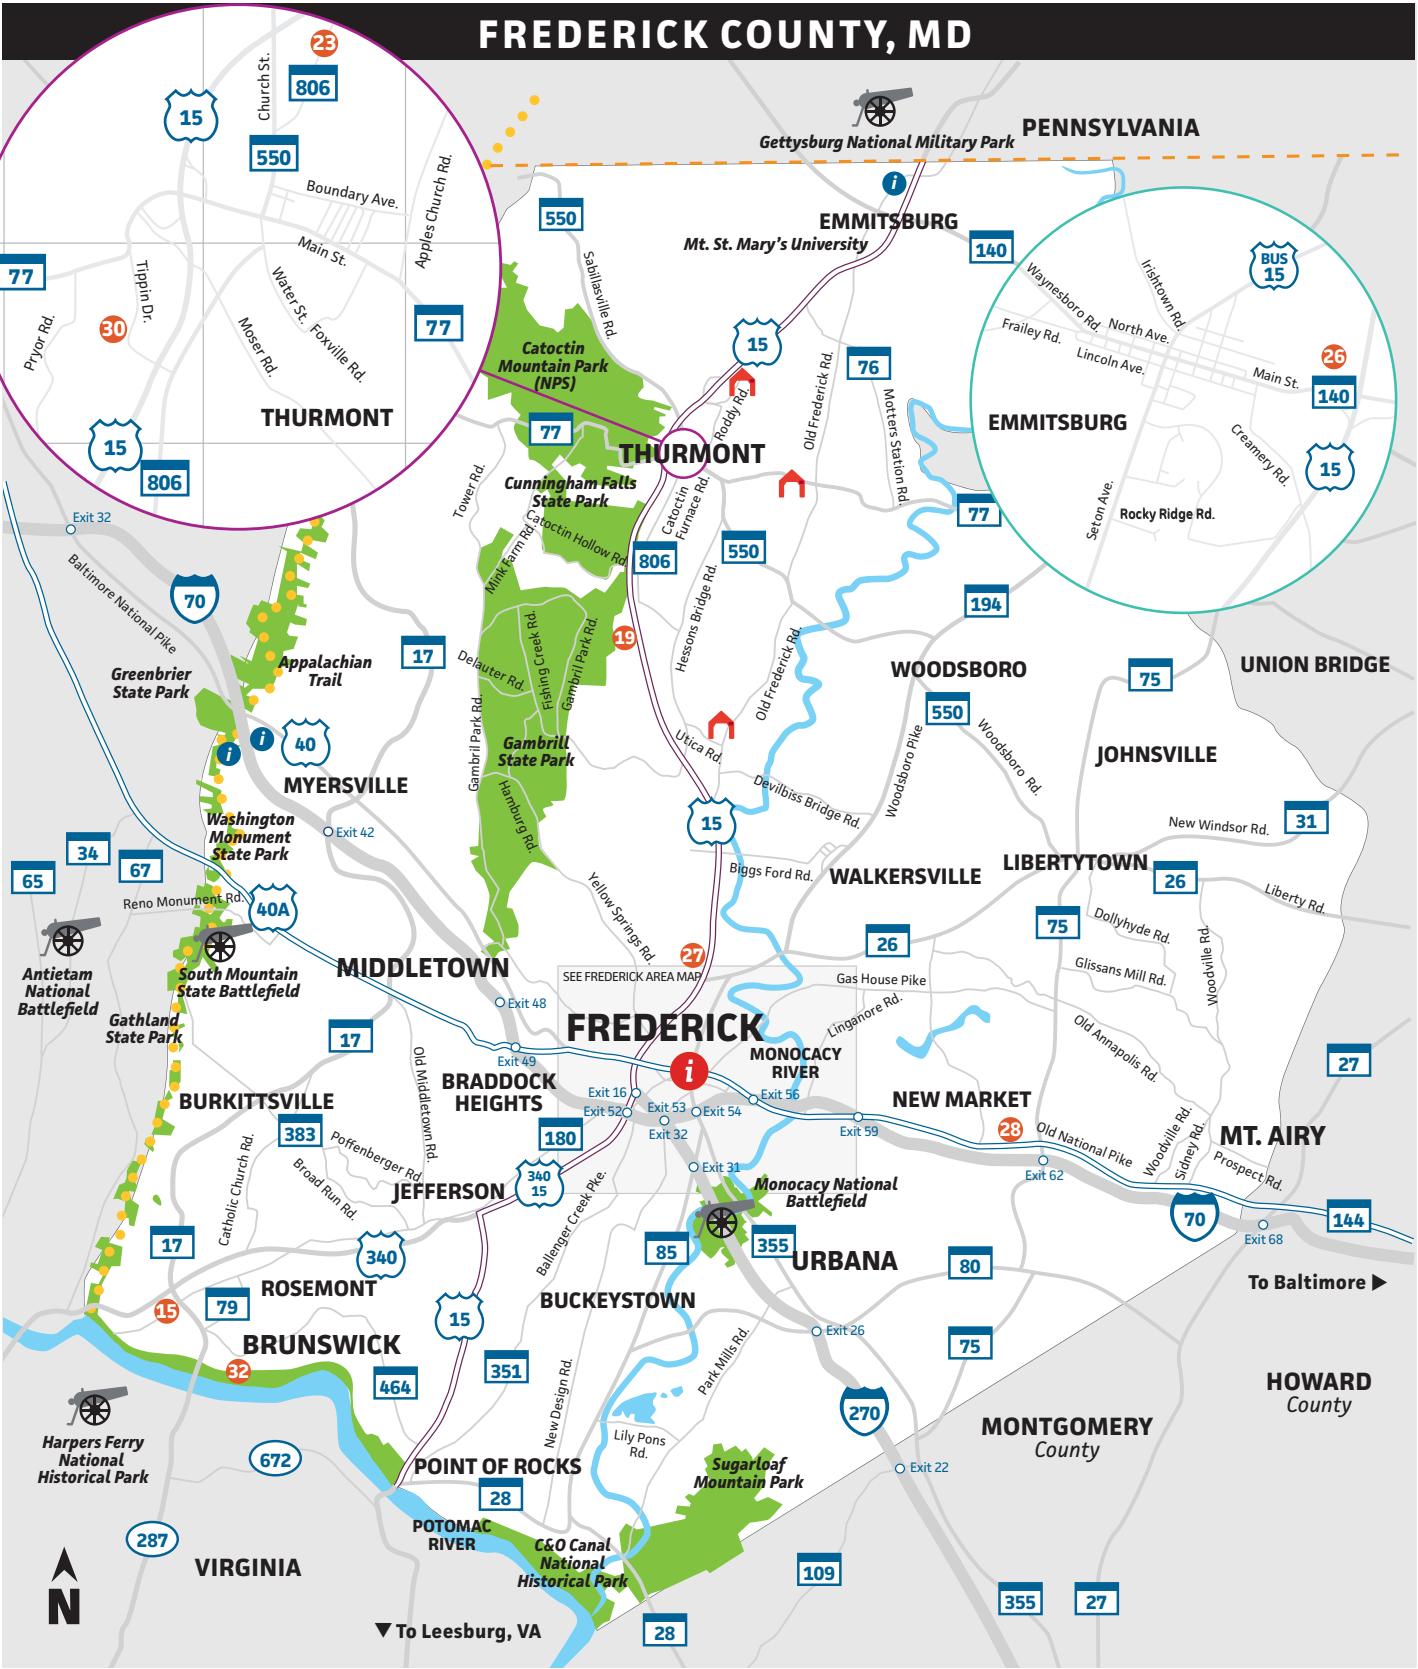 FREDERICK COUNTY, MD
23
806
Church St.
15
550
Boundary Ave.
Apples Church Rd.
Main St.
77
Tippin Dr.
Water St.
Foxville Rd.
Moser Rd.
30
Pryor Rd.
77
THURMONT
15
806
Gettysburg National Military Park
PENNSYLVANIA
i
EMMITSBURG
Mt. St. Mary's University
550
Sabillasville Rd.
140
BUS
15
Irishtown Rd.
Waynesboro Rd.
Frailey Rd.
North Ave.
Lincoln Ave.
26
Main St.
140
EMMITSBURG
Creamery Rd.
15
Seton Ave.
Rocky Ridge Rd.
15
76
Catoctin
Mountain Park
(NPS)
Roddy Rd.
Old Frederick Rd.
Motters Station Rd.
77
THURMONT
Tower Rd.
Cunningham Falls
State Park
Catoctin
Furnace Rd.
77
Catoctin Hollow Rd.
Mink Farm Rd.
806
550
Exit 32
Baltimore National Pike
70
194
Hessons Bridge Rd.
19
17
Delauter Rd.
Fishing Creek Rd.
Gambril Park Rd.
Old Frederick Rd.
Appalachian
Trail
Greenbrier
State Park
WOODSBORO
75
UNION BRIDGE
550
Woodsboro Rd.
Woodsboro Pike
JOHNSVILLE
i
i
40
Gambril Park Rd.
Gambrill
State Park
Hamburg Rd.
Utica Rd.
MYERSVILLE
Devilbiss Bridge Rd.
15
New Windsor Rd.
31
Washington
Monument
State Park
Exit 42
34
67
65
Biggs Ford Rd.
WALKERSVILLE
LIBERTYTOWN
26
Liberty Rd.
Reno Monument Rd.
40A
Yellow Springs Rd.
75
Dollyhyde Rd.
26
Woodville Rd.
Antietam
National
Battlefield
South Mountain
State Battlefield
MIDDLETOWN
27
SEE FREDERICK AREA MAP
Gas House Pike
Glissans Mill Rd.
Gathland
State Park
Exit 48
Linganore Rd.
Old Annapolis Rd.
17
FREDERICK
Exit 49
MONOCACY
RIVER
27
Old Middletown Rd.
BRADDOCK
HEIGHTS
i
Exit 16
Exit 56
BURKITTSVILLE
Exit 52
Exit 53
Exit 54
NEW MARKET
383
Poffenberger Rd.
180
Exit 32
Exit 59
28
Old National Pike
Woodville Rd.
Sidney Rd.
MT. AIRY
Catholic Church Rd.
Broad Run Rd.
Exit 31
Exit 62
Prospect Rd.
JEFFERSON
340
15
Monocacy National
Battlefield
70
144
Exit 68
17
340
Ballenger Creek Pke.
85
355
URBANA
80
To Baltimore
ROSEMONT
15
79
BUCKEYSTOWN
15
Exit 26
BRUNSWICK
32
464
351
Park Mills Rd.
75
New Design Rd.
HOWARD
County
Harpers Ferry
National
Historical Park
270
MONTGOMERY
County
Lily Pons
Rd.
672
POINT OF ROCKS
28
Sugarloaf
Mountain Park
Exit 22
287
POTOMAC
RIVER
C&O Canal
National
Historical Park
VIRGINIA
N
109
355
27
To Leesburg, VA
28